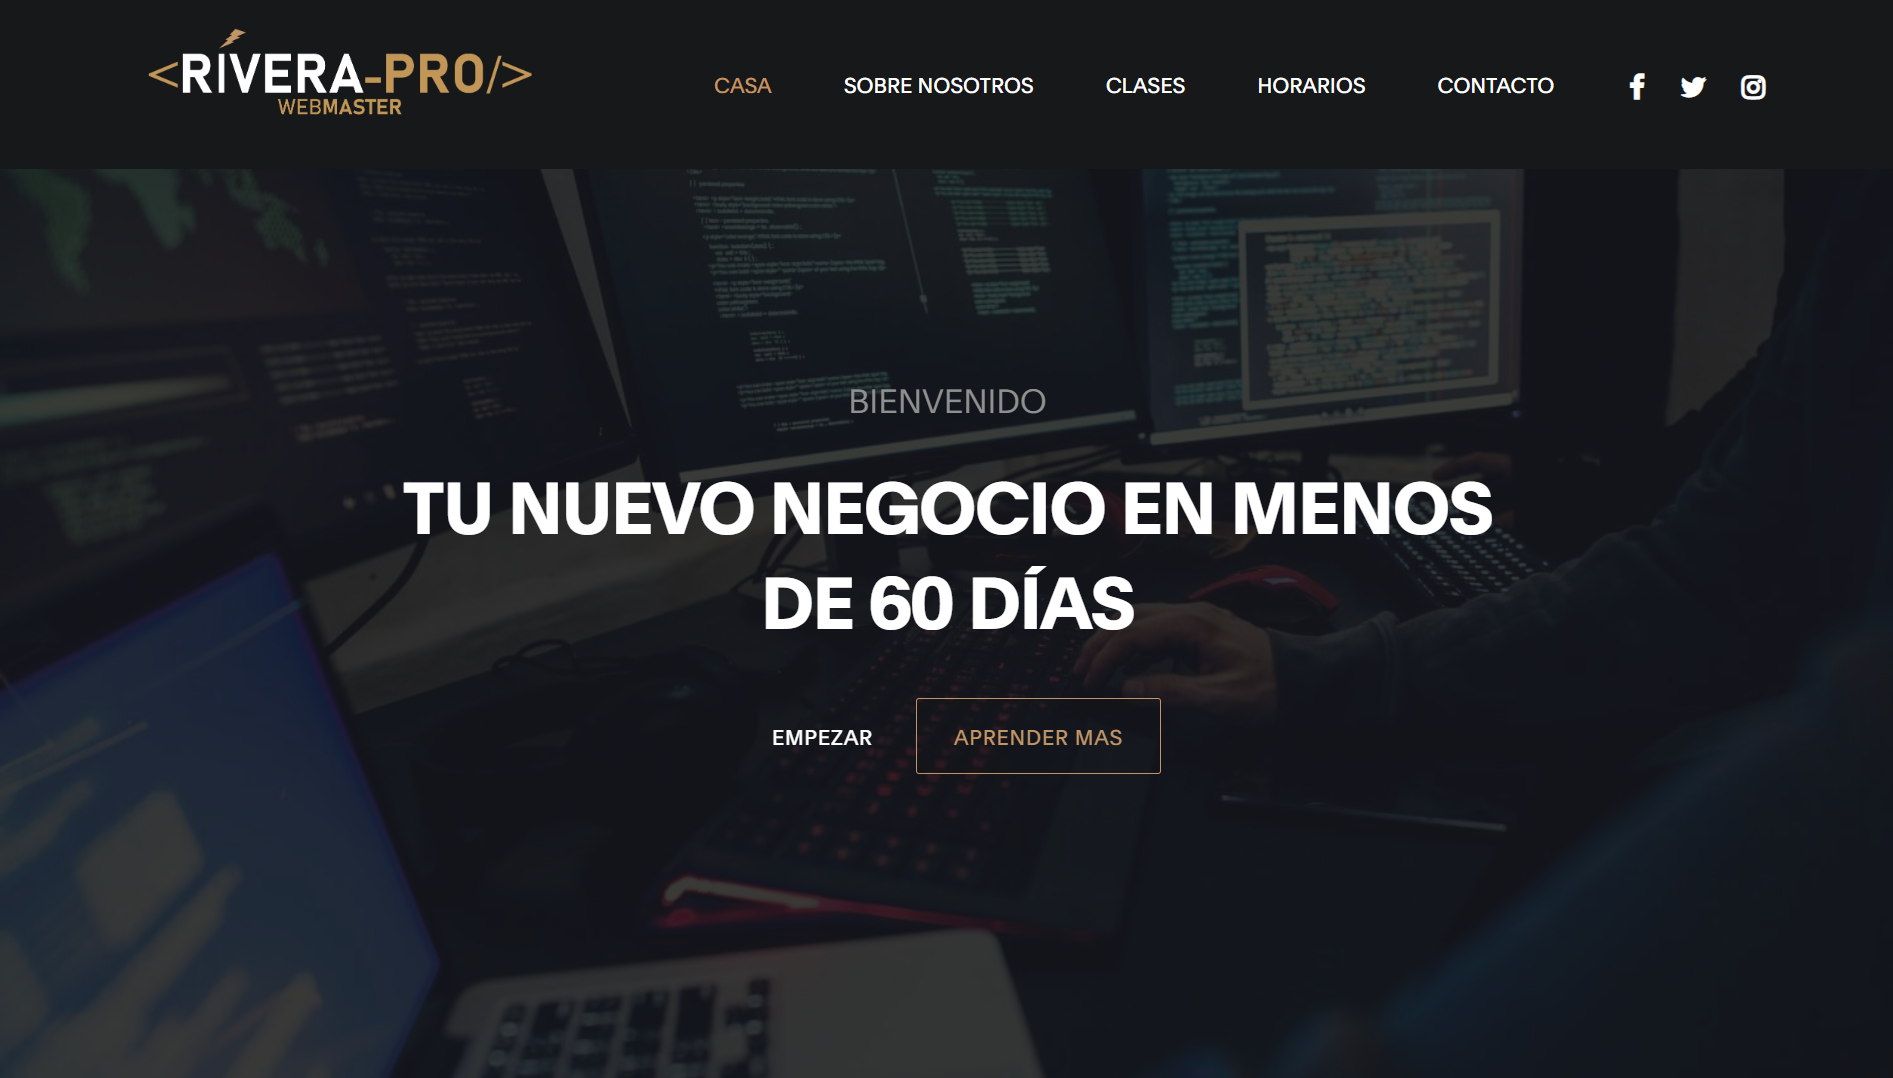 <RÍVERA-PRO/>
WEBMASTER
CASA
SOBRE NOSOTROS
CLASES
HORARIOS
CONTACTO
BIENVENIDO
TU NUEVO NEGOCIO EN MENOS
DE 60 DÍAS
EMPEZAR
APRENDER MAS